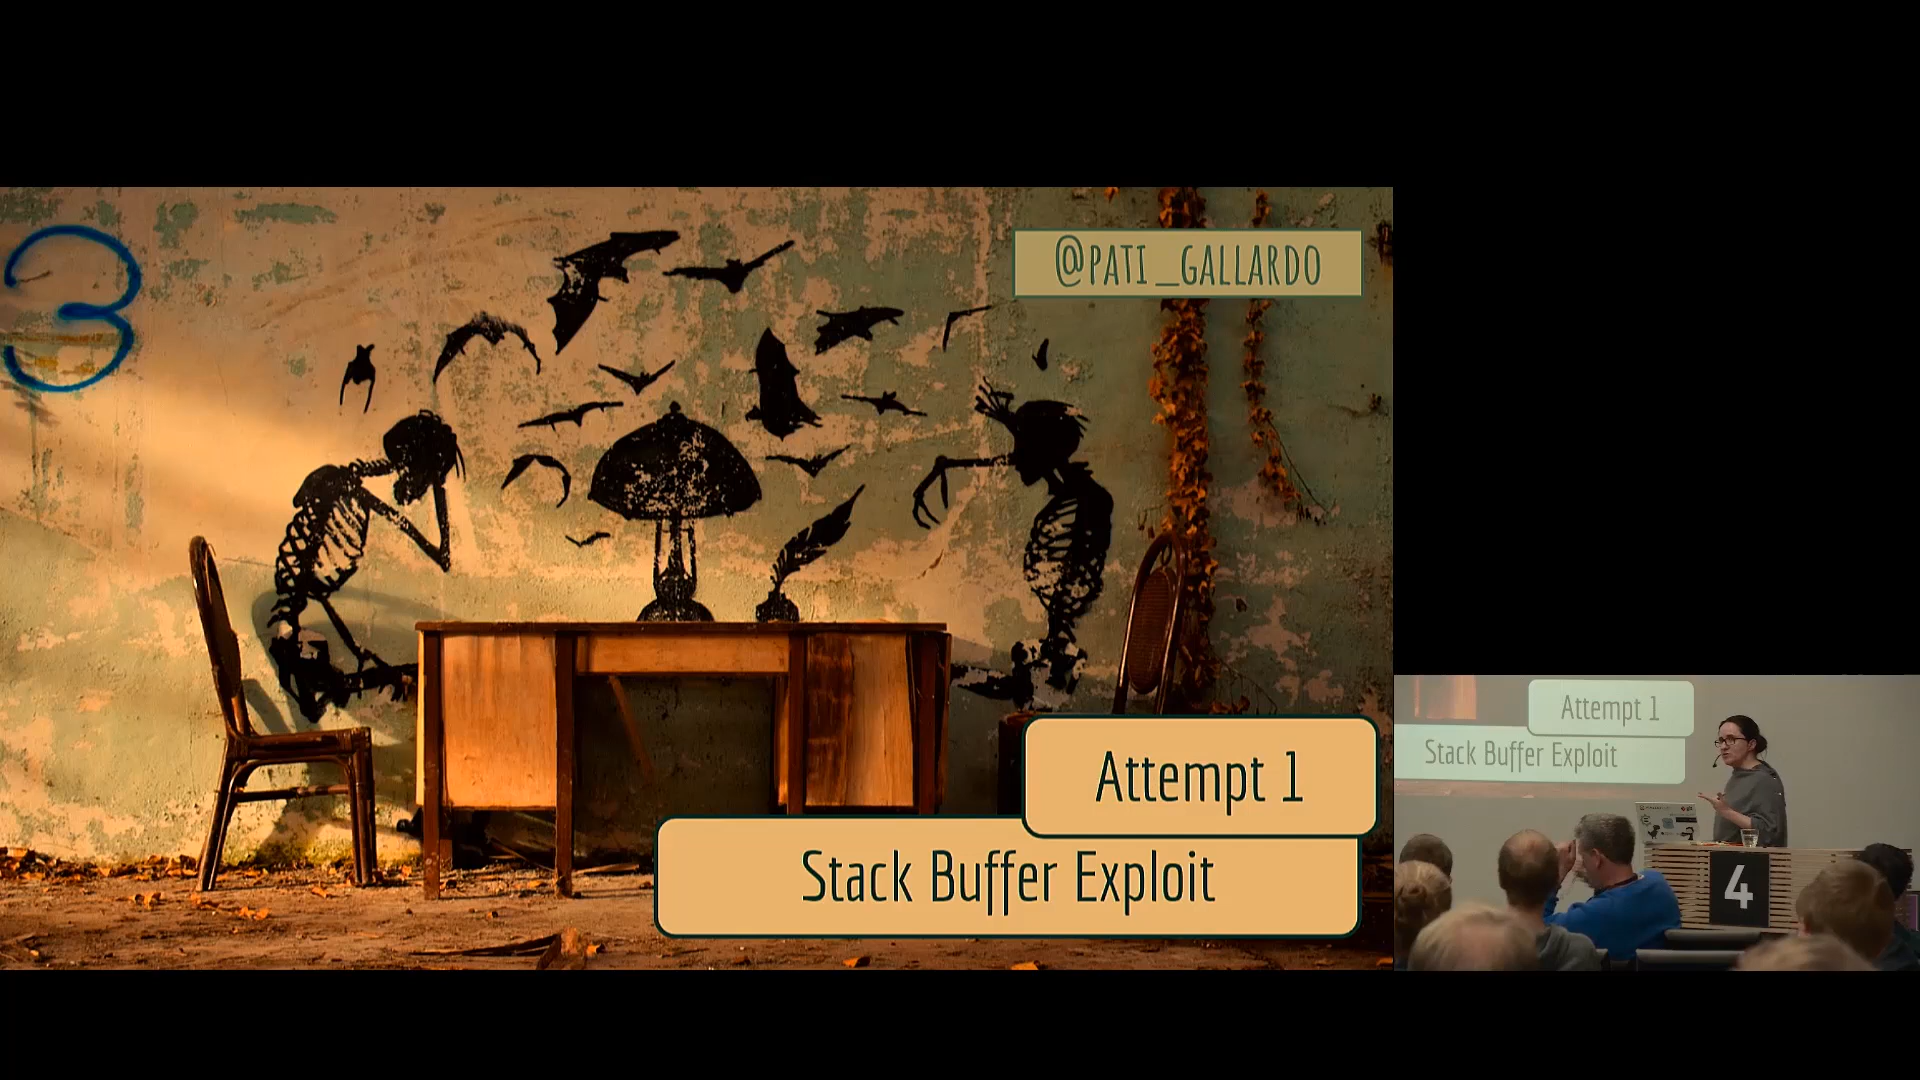 3
@PATI_GALLARDO
Attempt 1
Stack Buffer Exploit
Attempt 1
Stack Buffer Exploit
4